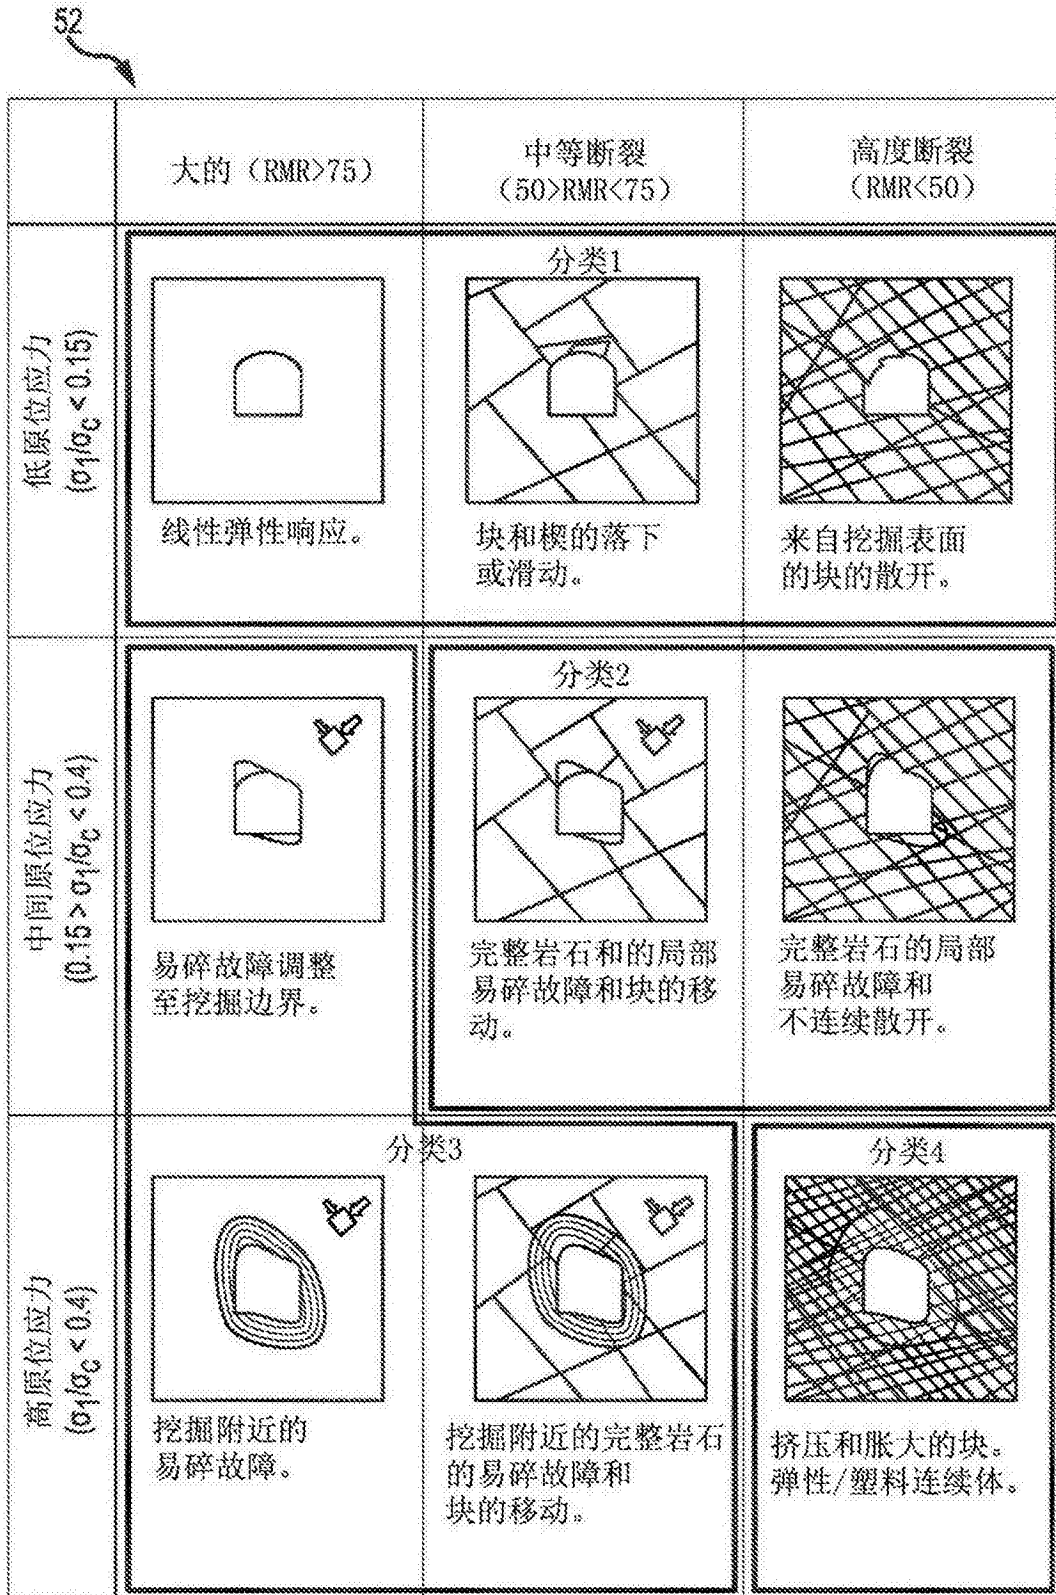 52
大的（RMR>75）
中等断裂
（50>RMR<75）
高度断裂
（RMR<50）
低原位应力
(σ1/σC < 0.15)
分类1
线性弹性响应。
块和楔的落下
或滑动。
来自挖掘表面
的块的散开。
中间原位应力
(0.15 > σ1/σC < 0.4)
分类2
易碎故障调整
至挖掘边界。
完整岩石和的局部
易碎故障和块的移
动。
完整岩石的局部
易碎故障和
不连续散开。
高原位应力
(σ1/σC < 0.4)
分类3
分类4
挖掘附近的
易碎故障。
挖掘附近的完整岩石
的易碎故障和
块的移动。
挤压和胀大的块。
弹性/塑料连续体。